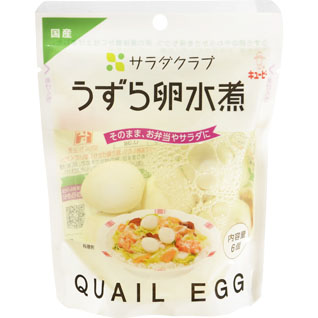 国産
サラダクラブ
キユーピー
うずら卵水煮
そのまま、お弁当やサラダに
内容量
6個
QUAIL EGG